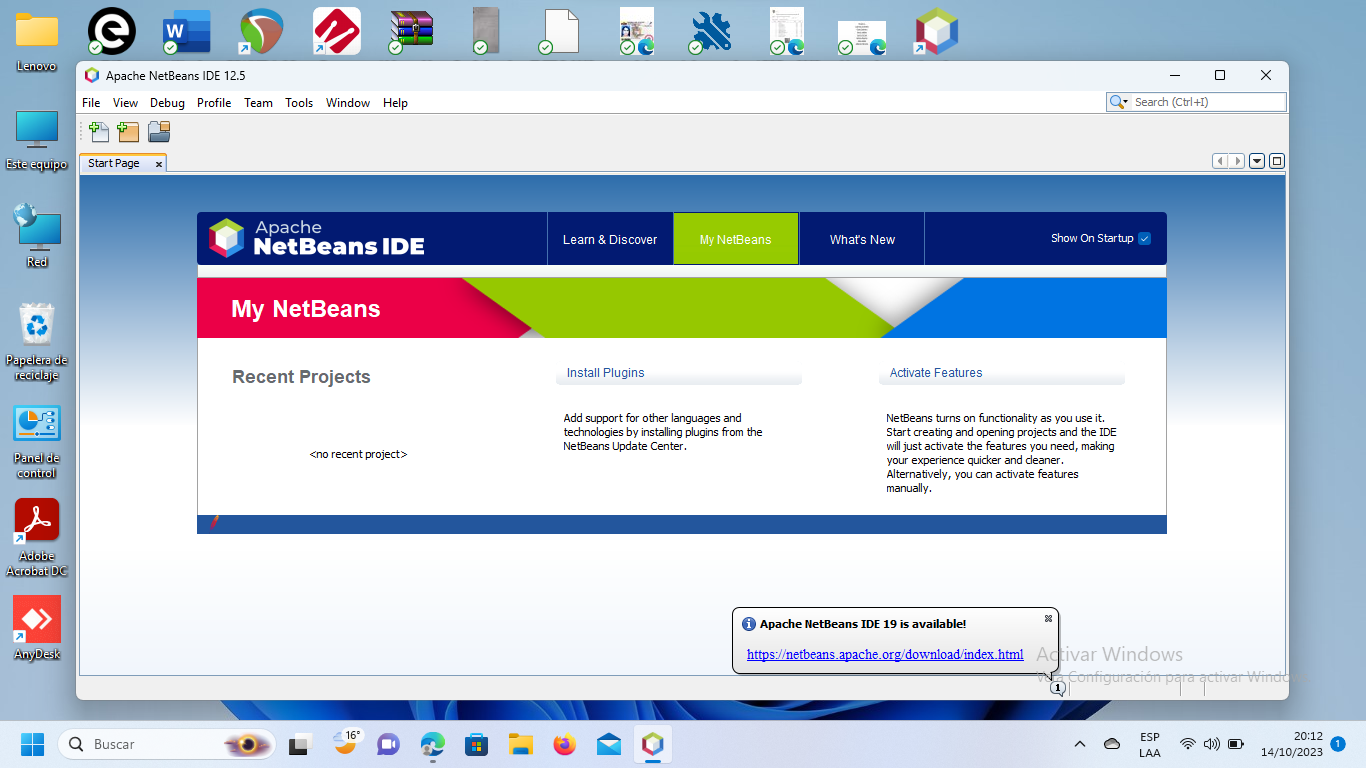 Lenovo
Este equipo
Red
Papelera de
reciclaje
Panel de
control
Adobe
Acrobat DC
AnyDesk
Apache NetBeans IDE 12.5
File View Debug Profile Team Tools Window Help
Search (Ctrl+I)
Start Page
Apache
NetBeans IDE
Learn & Discover
My NetBeans
What's New
Show On Startup
My NetBeans
Recent Projects
<no recent project>
Install Plugins
Add support for other languages and
technologies by installing plugins from the
NetBeans Update Center.
Activate Features
NetBeans turns on functionality as you use it.
Start creating and opening projects and the IDE
will just activate the features you need, making
your experience quicker and cleaner.
Alternatively, you can activate features
manually.
Apache NetBeans IDE 19 is available!
https://netbeans.apache.org/download/index.html
Activar Windows
Configuración para activar Windows
1
Buscar
16°
ESP
LAA
20:12
14/10/2023
1